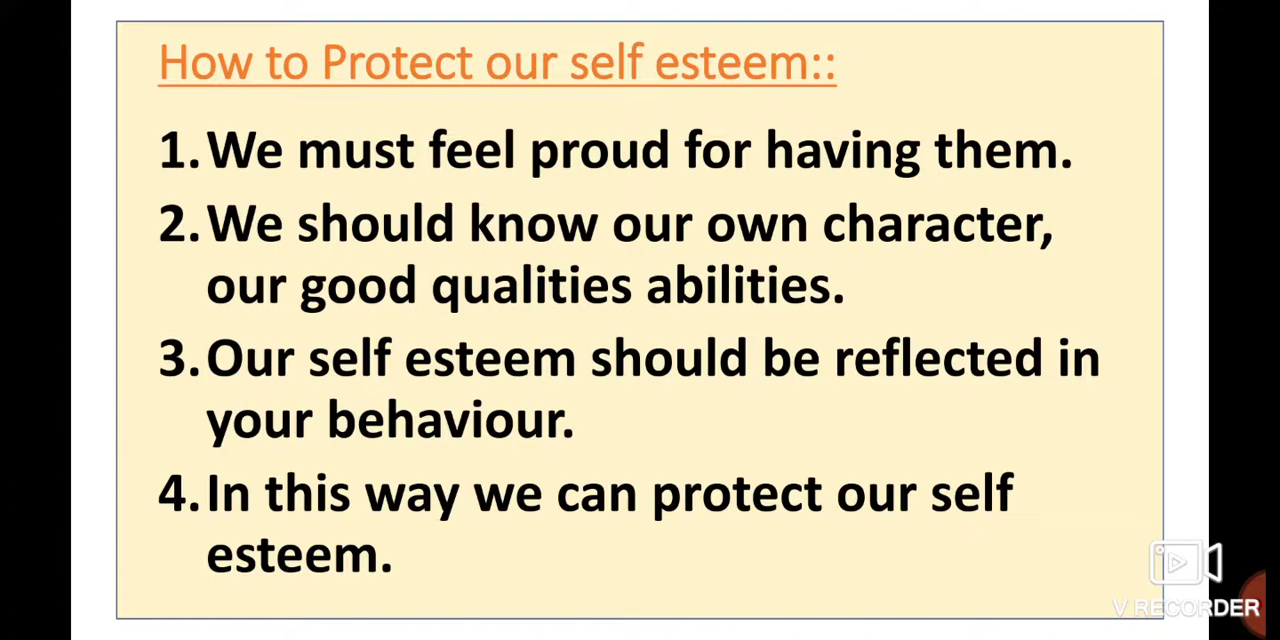 How to Protect our self esteem::
1. We must feel proud for having them.
2. We should know our own character,
our good qualities abilities.
3. Our self esteem should be reflected in
your behaviour.
4. In this way we can protect our self
esteem.
V RECORDER